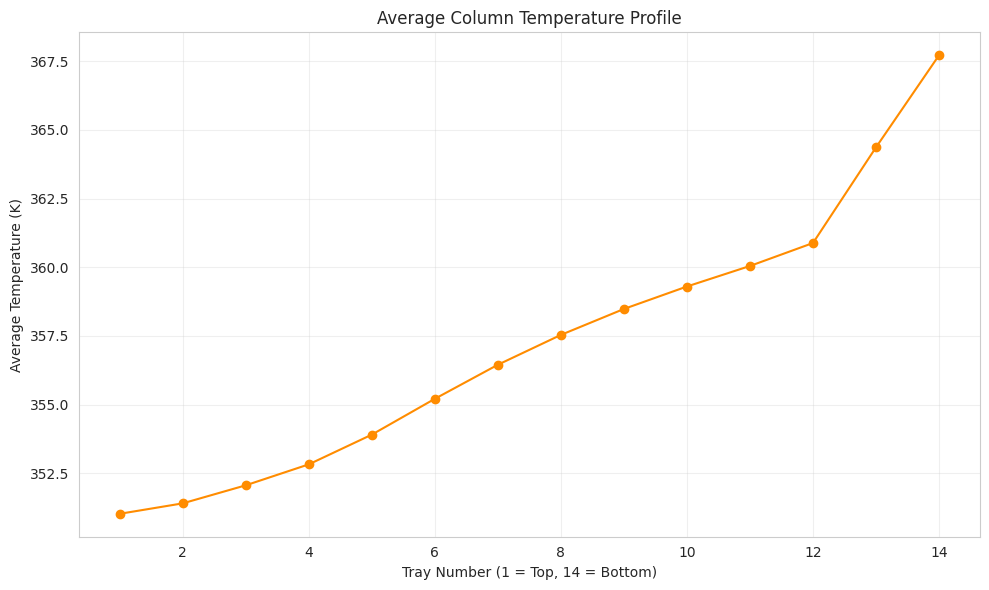 Average Column Temperature Profile
Average Temperature (K)
367.5
365.0
362.5
360.0
357.5
355.0
352.5
2 4 6 8 10 12 14
Tray Number (1 = Top, 14 = Bottom)